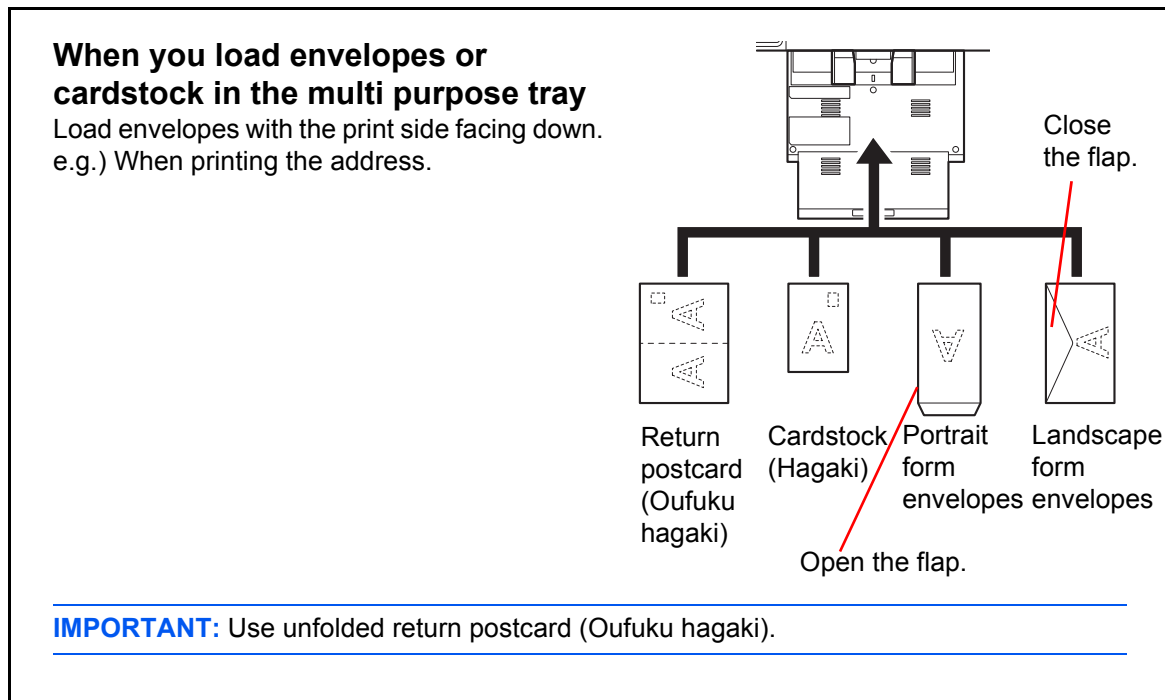 When you load envelopes or
cardstock in the multi purpose tray
Load envelopes with the print side facing down.
e.g.) When printing the address.
Close
the flap.
A
A
A
A
A
Return
postcard
(Oufuku
hagaki)
Cardstock
(Hagaki)
Portrait
form
envelopes
Landscape
form
envelopes
Open the flap.
IMPORTANT: Use unfolded return postcard (Oufuku hagaki).